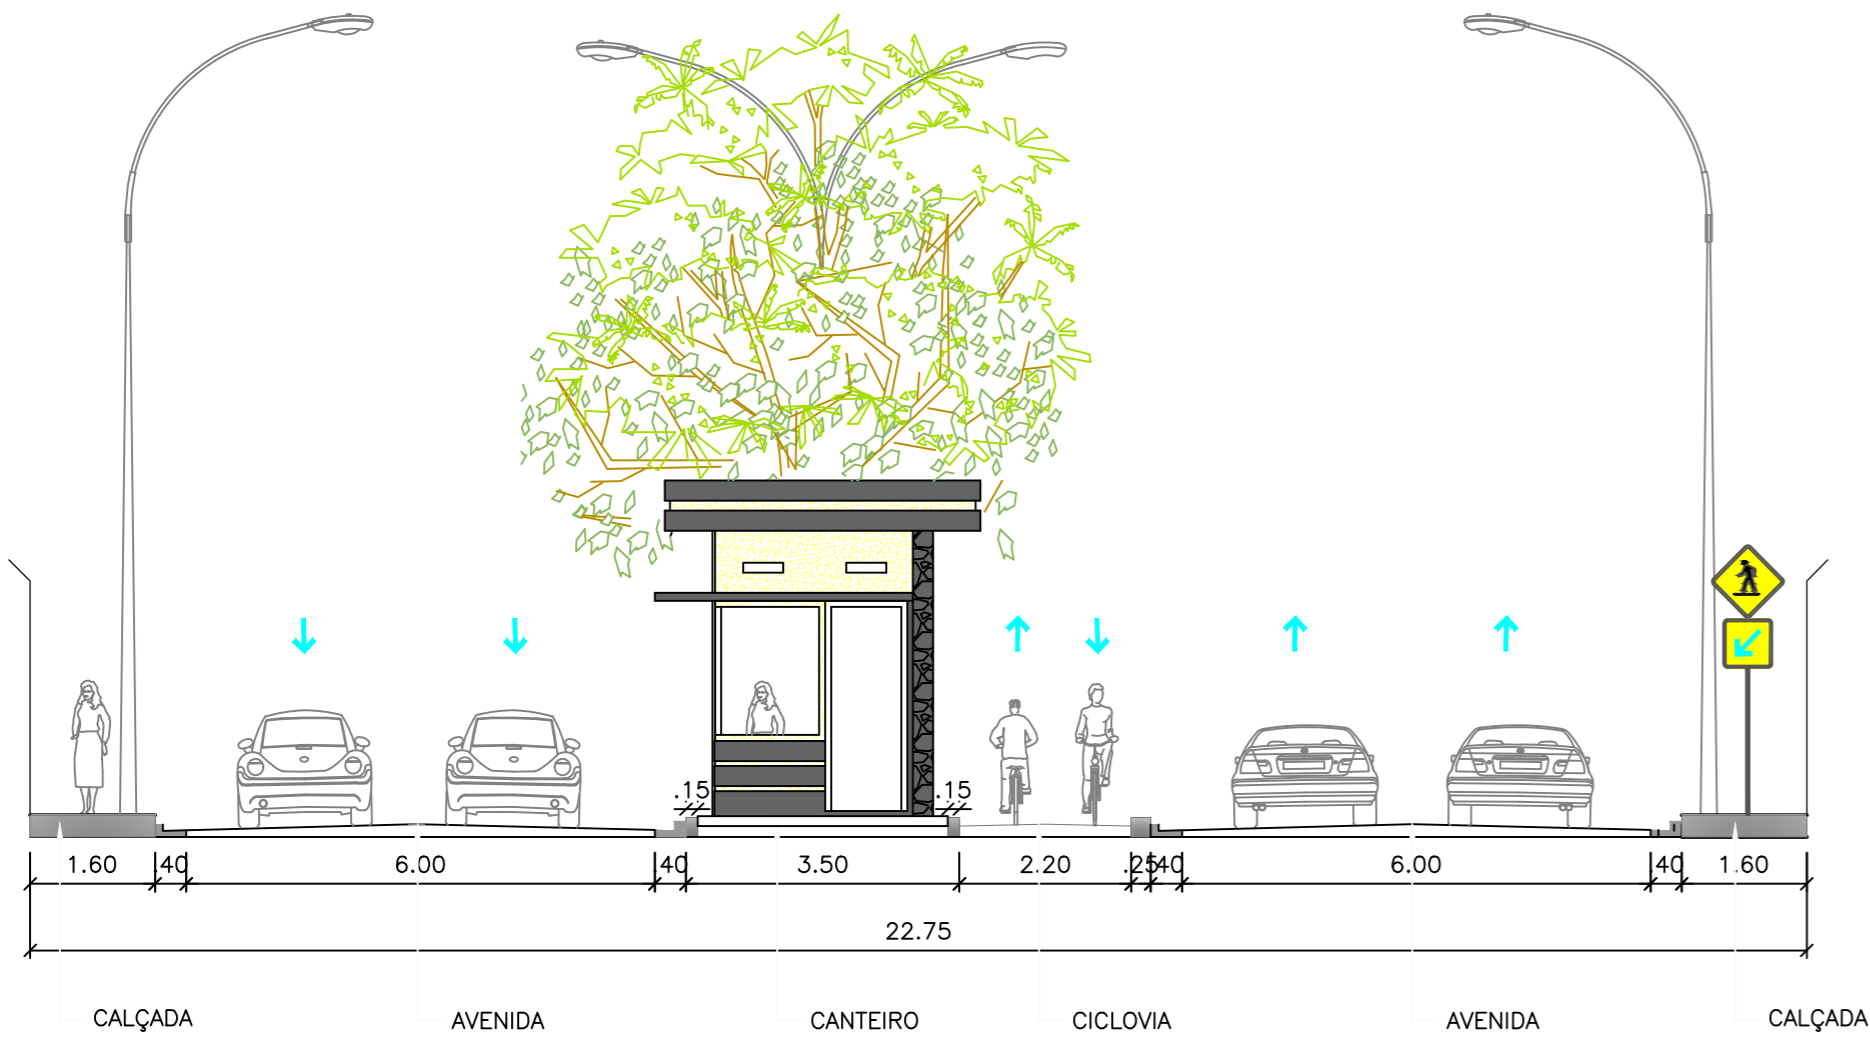 .15 .15
1.60 .40 6.00 .40 3.50 2.20 .25 .40 6.00 .40 1.60
22.75
CALÇADA AVENIDA CANTEIRO CICLOVIA AVENIDA CALÇADA